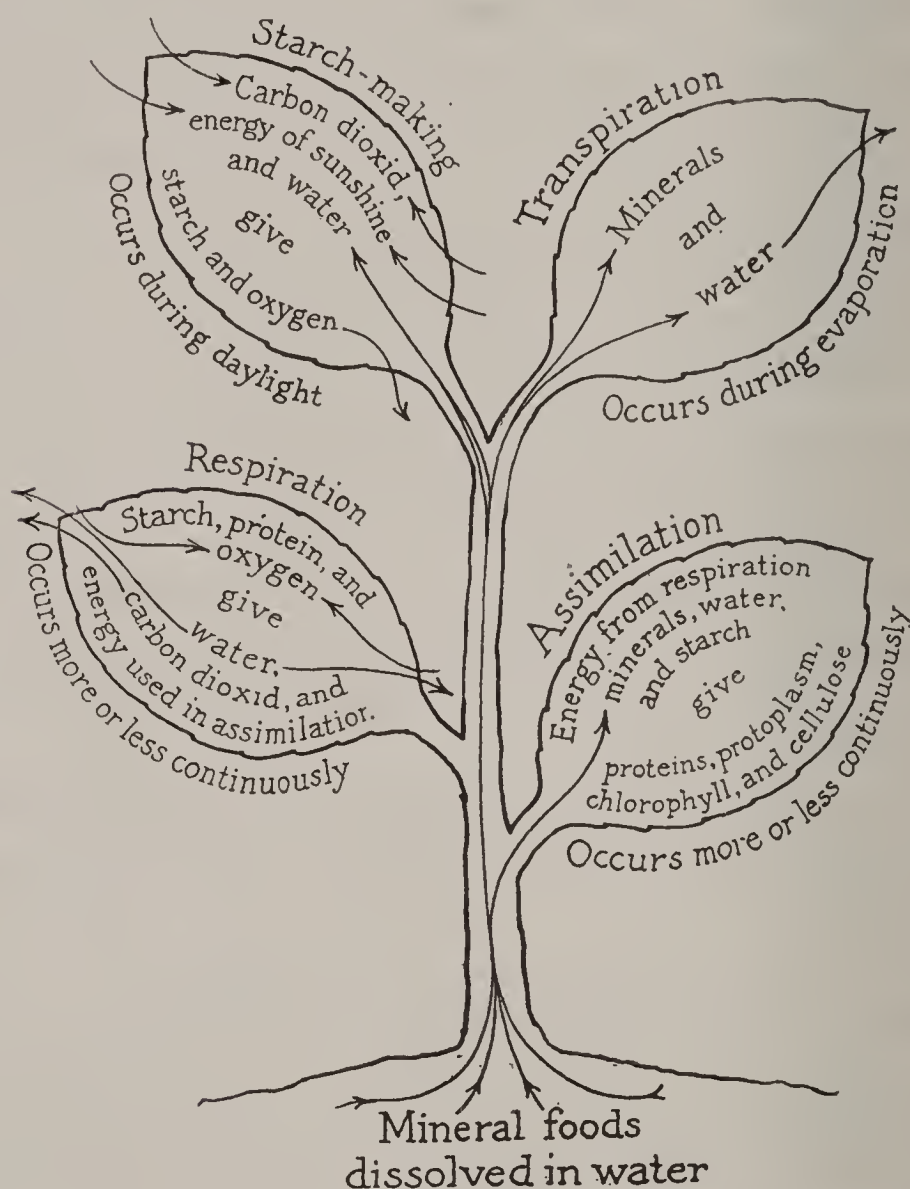 Starch-making
Carbon dioxid,
energy of sunshine
and water
give
starch and oxygen
Occurs during daylight
Transpiration
Minerals
and
water
Occurs during evaporation
Respiration
Starch, protein, and
oxygen
give
water,
carbon dioxid, and
energy used in assimilation.
Occurs more or less continuously
Assimilation
Energy from respiration
minerals, water,
and starch
give
proteins, protoplasm,
chlorophyll, and cellulose
Occurs more or less continuously
Mineral foods
dissolved in water